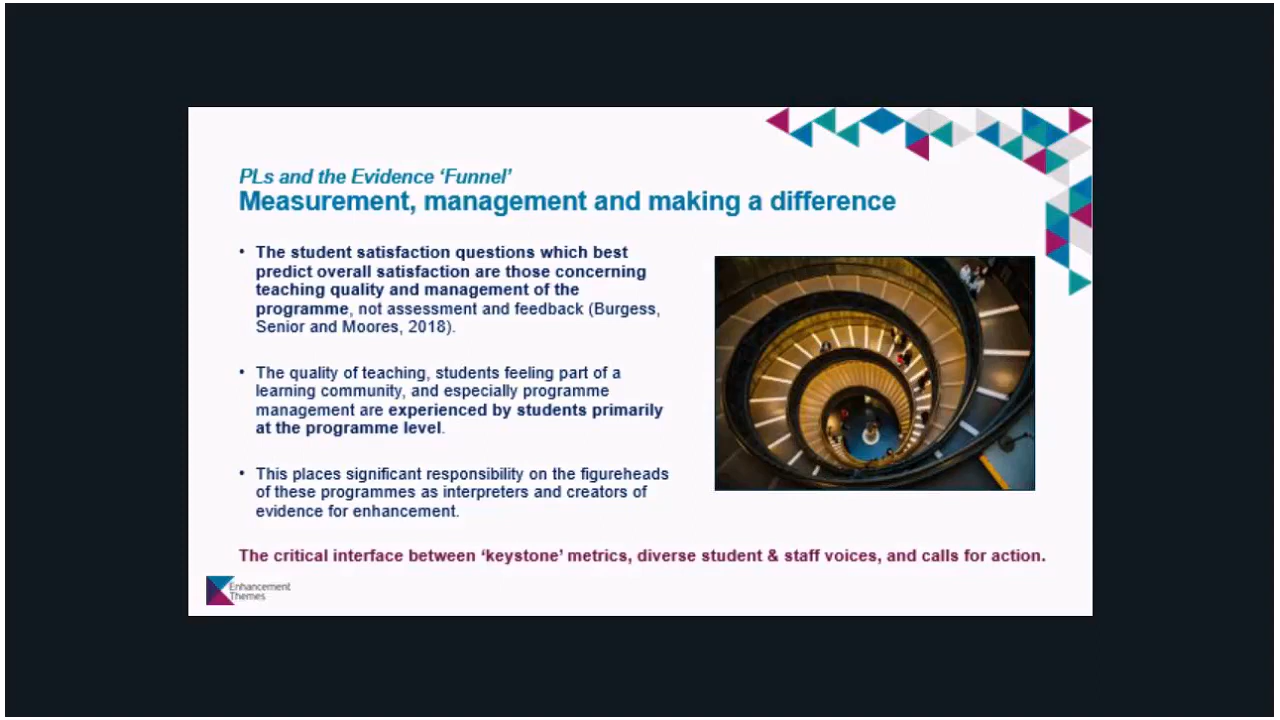 PLs and the Evidence ‘Funnel’
Measurement, management and making a difference
• The student satisfaction questions which best
predict overall satisfaction are those concerning
teaching quality and management of the
programme, not assessment and feedback (Burgess,
Senior and Moores, 2018).
• The quality of teaching, students feeling part of a
learning community, and especially programme
management are experienced by students primarily
at the programme level.
• This places significant responsibility on the figureheads
of these programmes as interpreters and creators of
evidence for enhancement.
The critical interface between ‘keystone’ metrics, diverse student & staff voices, and calls for action.
Enhancement
Themes